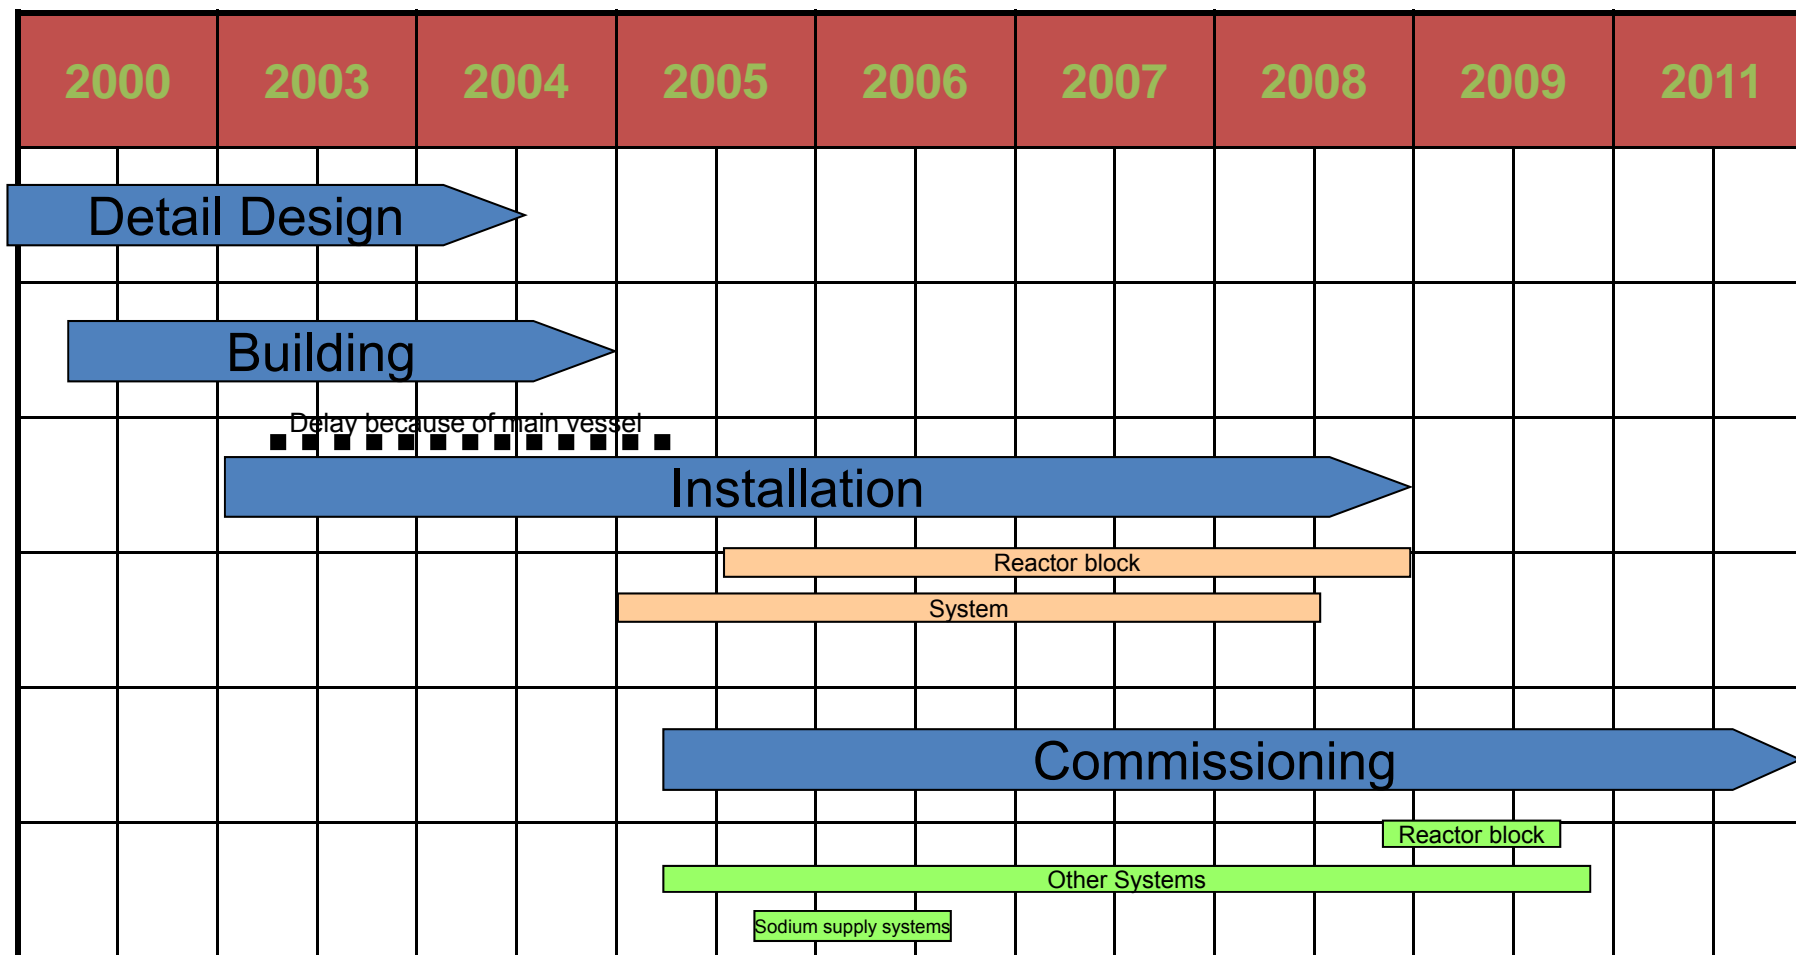 2000 2003 2004 2005 2006 2007 2008 2009 2011
Detail Design
Building
Delay because of main vessel
Installation
Reactor block
System
Commissioning
Reactor block
Other Systems
Sodium supply systems